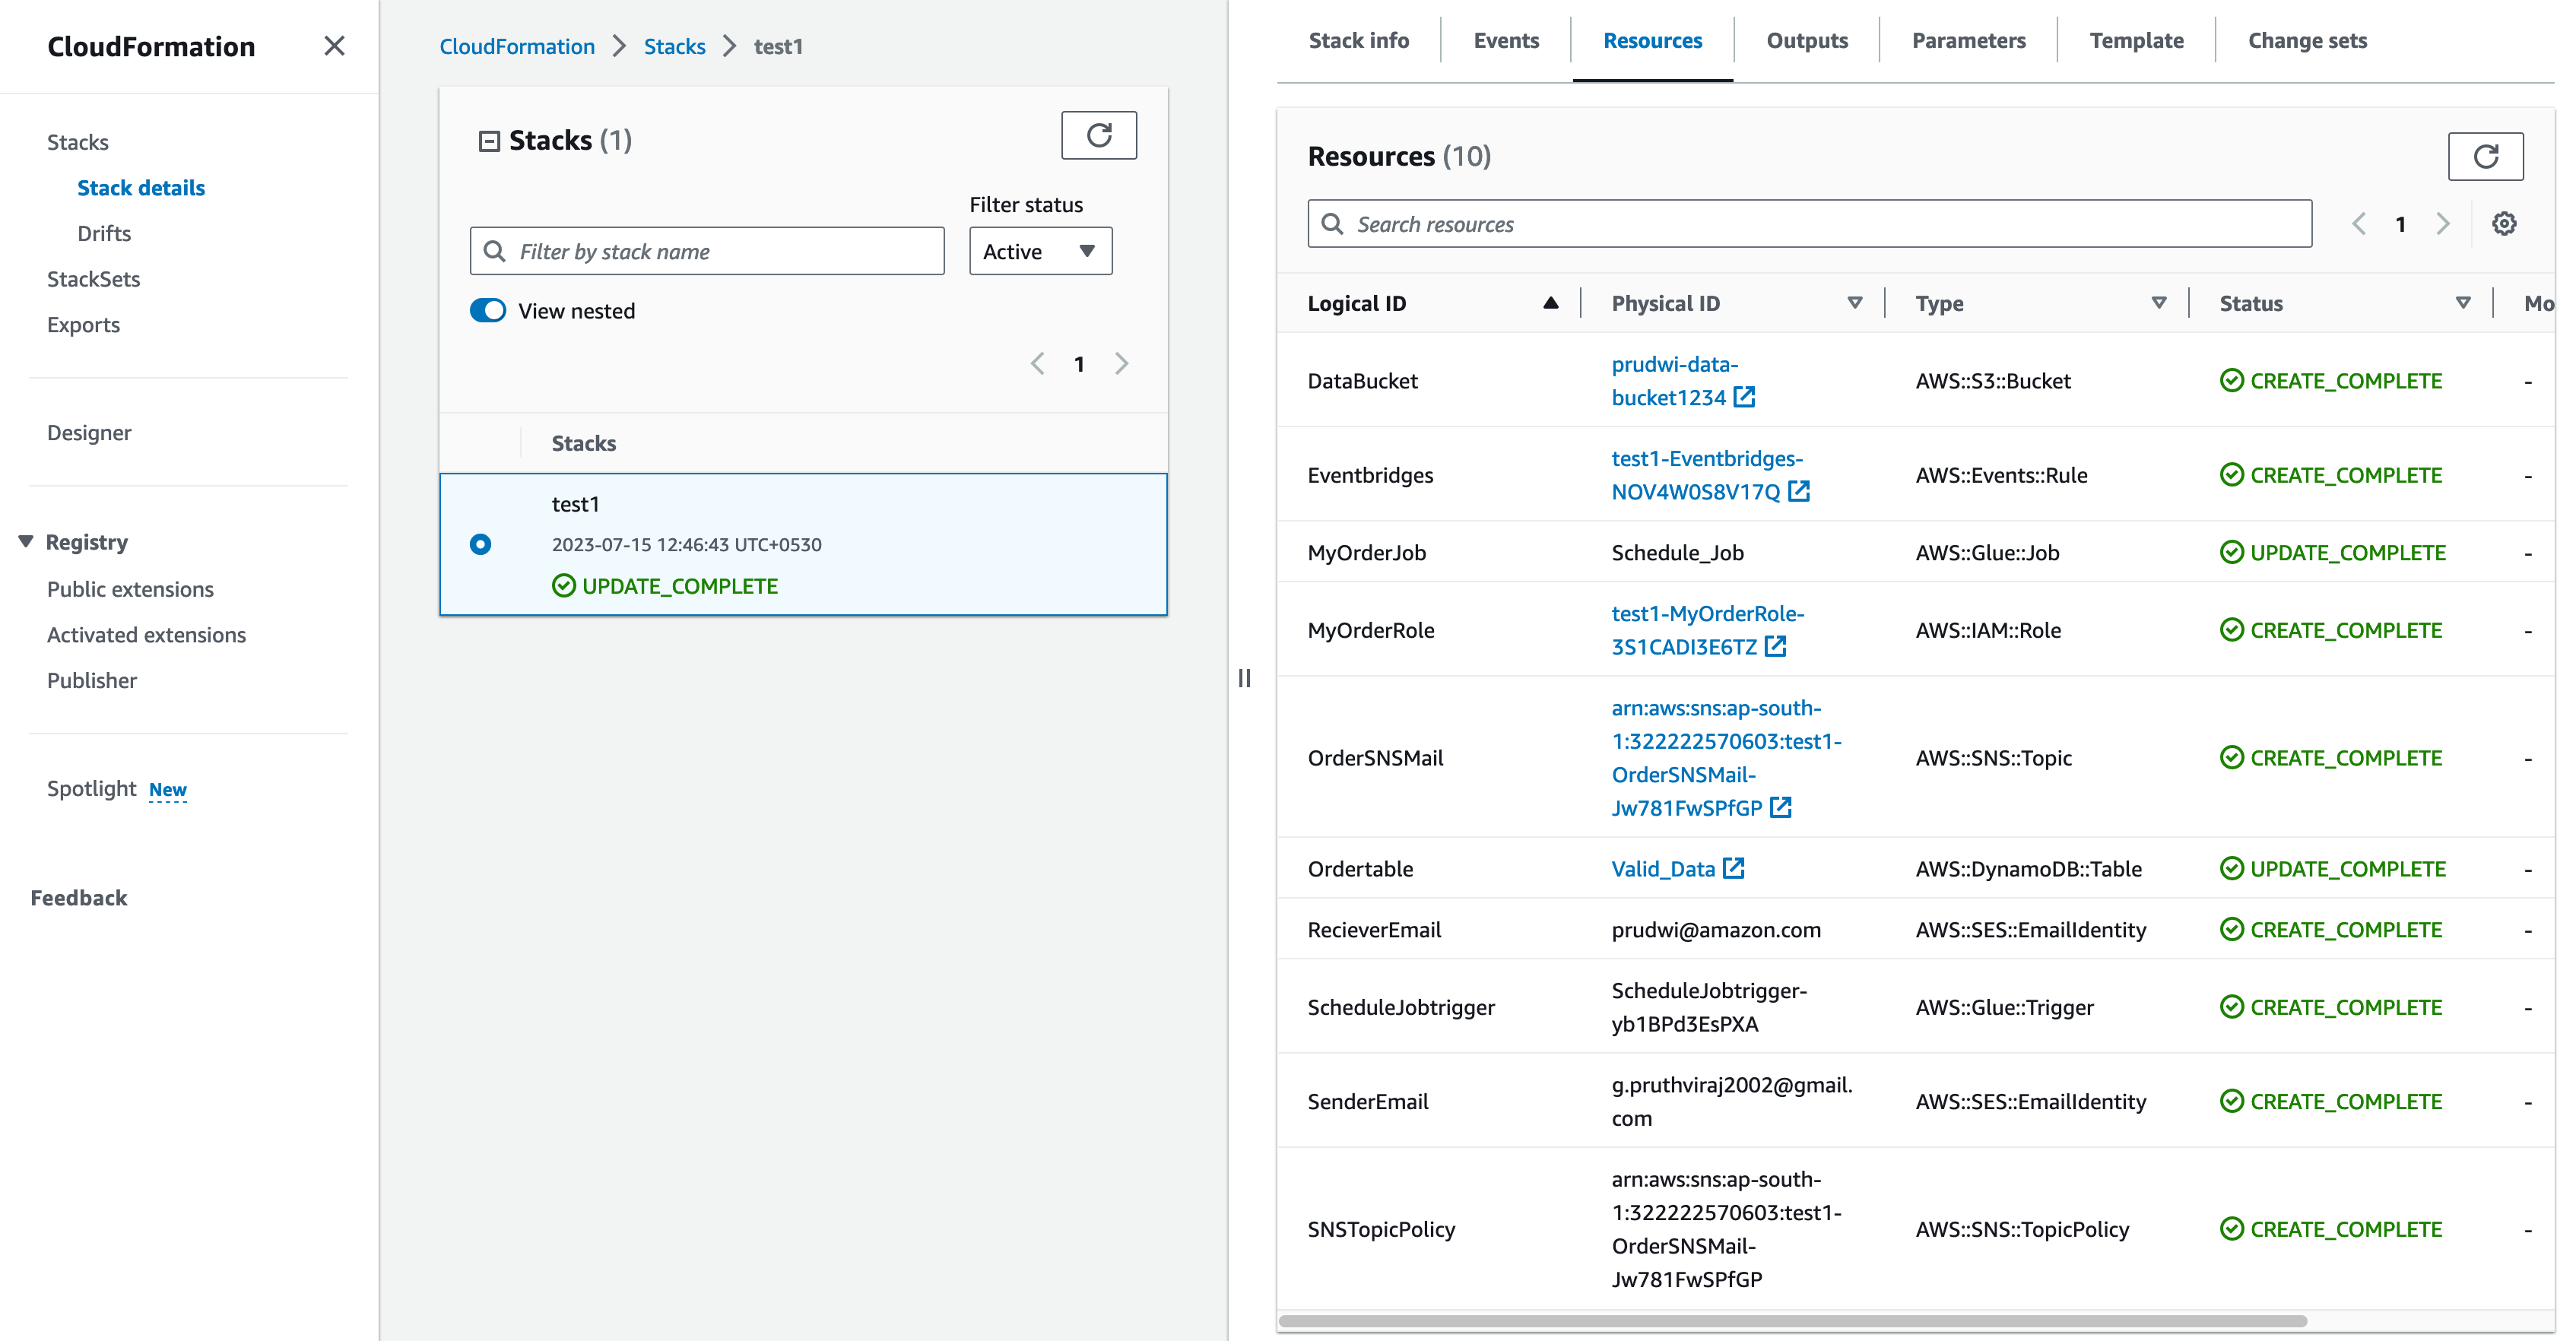 CloudFormation
Stacks
Stack details
Drifts
StackSets
Exports
Designer
Registry
Public extensions
Activated extensions
Publisher
Spotlight New
Feedback
CloudFormation > Stacks > test1
Stacks (1)
Filter status
Filter by stack name
Active
View nested
1
Stacks
test1
2023-07-15 12:46:43 UTC+0530
UPDATE_COMPLETE
Stack info
Events
Resources
Outputs
Parameters
Template
Change sets
Resources (10)
Search resources
1
Logical ID Physical ID Type Status Mo
DataBucket
prudwi-data-
bucket1234
AWS::S3::Bucket
CREATE_COMPLETE
-
Eventbridges
test1-Eventbridges-
NOV4W0S8V17Q
AWS::Events::Rule
CREATE_COMPLETE
-
MyOrderJob
Schedule_Job
AWS::Glue::Job
UPDATE_COMPLETE
-
MyOrderRole
test1-MyOrderRole-
3S1CADI3E6TZ
AWS::IAM::Role
CREATE_COMPLETE
-
OrderSNSMail
arn:aws:sns:ap-south-
1:322222570603:test1-
OrderSNSMail-
Jw781FwSPfGP
AWS::SNS::Topic
CREATE_COMPLETE
-
Ordertable
Valid_Data
AWS::DynamoDB::Table
UPDATE_COMPLETE
-
RecieverEmail
prudwi@amazon.com
AWS::SES::EmailIdentity
CREATE_COMPLETE
-
ScheduleJobtrigger
ScheduleJobtrigger-
yb1BPd3EsPXA
AWS::Glue::Trigger
CREATE_COMPLETE
-
SenderEmail
g.pruthviraj2002@gmail.
com
AWS::SES::EmailIdentity
CREATE_COMPLETE
-
SNSTopicPolicy
arn:aws:sns:ap-south-
1:322222570603:test1-
OrderSNSMail-
Jw781FwSPfGP
AWS::SNS::TopicPolicy
CREATE_COMPLETE
-